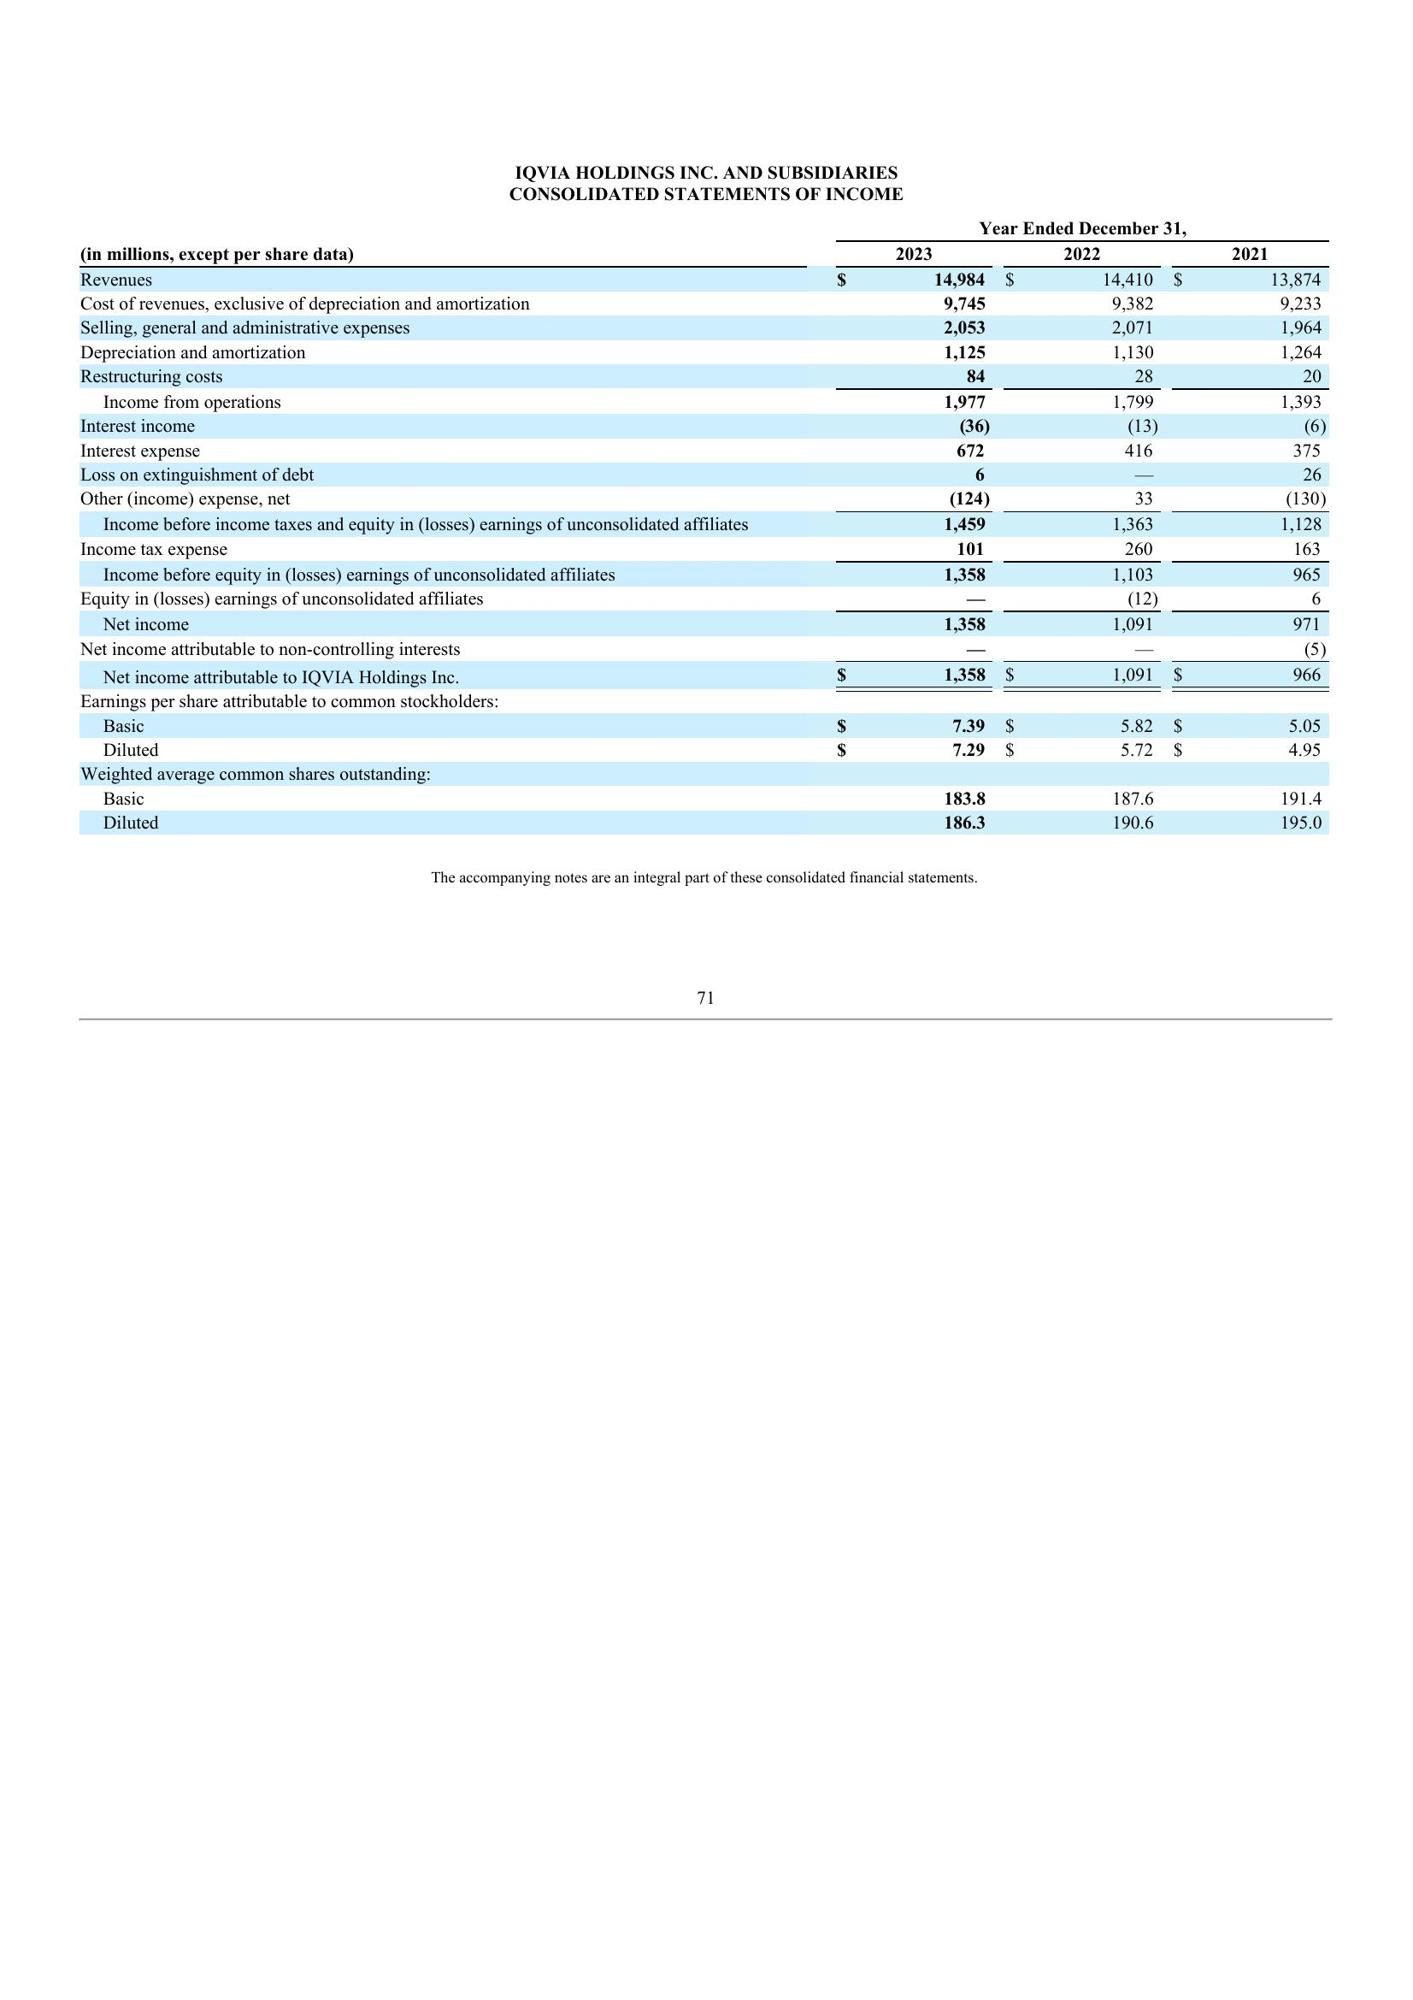 IQVIA HOLDINGS INC. AND SUBSIDIARIES
CONSOLIDATED STATEMENTS OF INCOME
Year Ended December 31,
(in millions, except per share data) 2023 2022 2021
Revenues $ 14,984 $ 14,410 $ 13,874
Cost of revenues, exclusive of depreciation and amortization 9,745 9,382 9,233
Selling, general and administrative expenses 2,053 2,071 1,964
Depreciation and amortization 1,125 1,130 1,264
Restructuring costs 84 28 20
Income from operations 1,977 1,799 1,393
Interest income (36) (13) (6)
Interest expense 672 416 375
Loss on extinguishment of debt 6 — 26
Other (income) expense, net (124) 33 (130)
Income before income taxes and equity in (losses) earnings of unconsolidated affiliates 1,459 1,363 1,128
Income tax expense 101 260 163
Income before equity in (losses) earnings of unconsolidated affiliates 1,358 1,103 965
Equity in (losses) earnings of unconsolidated affiliates — (12) 6
Net income 1,358 1,091 971
Net income attributable to non-controlling interests — — (5)
Net income attributable to IQVIA Holdings Inc. $ 1,358 $ 1,091 $ 966
Earnings per share attributable to common stockholders:
Basic $ 7.39 $ 5.82 $ 5.05
Diluted $ 7.29 $ 5.72 $ 4.95
Weighted average common shares outstanding:
Basic 183.8 187.6 191.4
Diluted 186.3 190.6 195.0
The accompanying notes are an integral part of these consolidated financial statements.
71